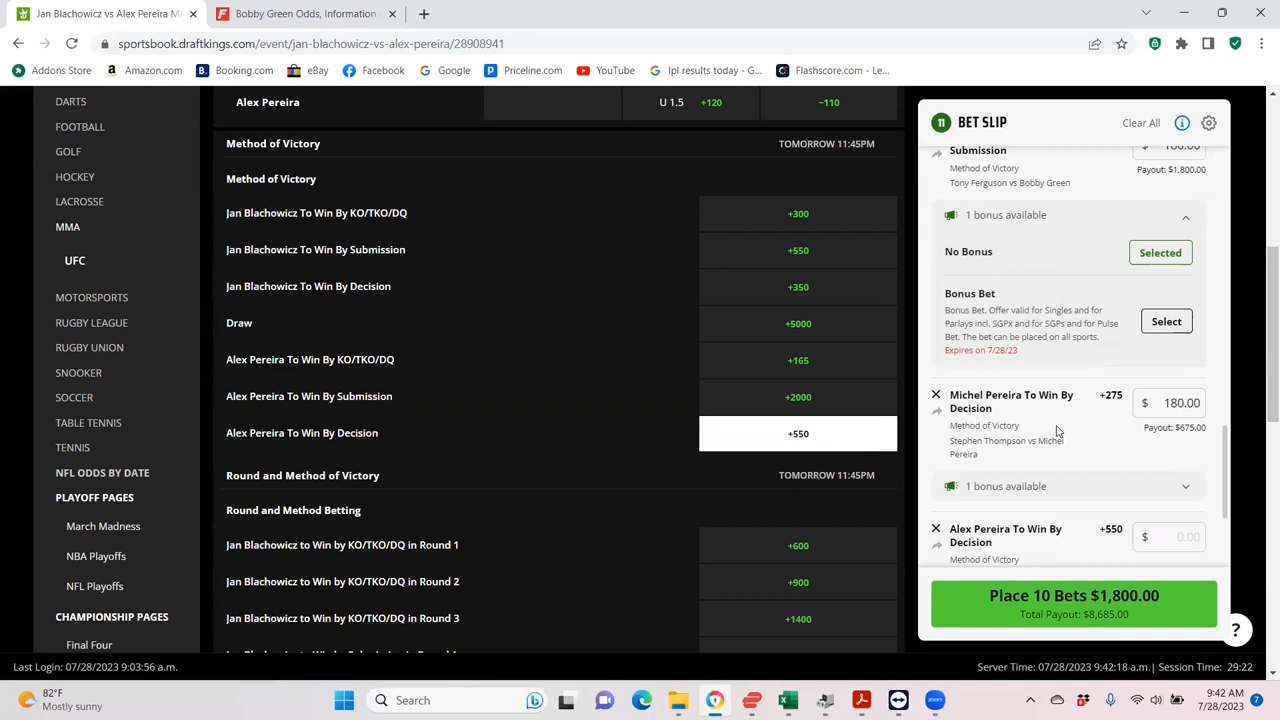 Jan Blachowicz vs Alex Pereira M
Bobby Green Odds, Information
sportsbook.draftkings.com/event/jan-blachowicz-vs-alex-pereira/28908941
Addons Store
Amazon.com
Booking.com
eBay
Facebook
Google
Priceline.com
YouTube
Ipl results today - G...
Flashscore.com - Le...
DARTS
FOOTBALL
GOLF
HOCKEY
LACROSSE
MMA
UFC
MOTORSPORTS
RUGBY LEAGUE
RUGBY UNION
SNOOKER
SOCCER
TABLE TENNIS
TENNIS
NFL ODDS BY DATE
PLAYOFF PAGES
March Madness
NBA Playoffs
NFL Playoffs
CHAMPIONSHIP PAGES
Final Four
Alex Pereira U 1.5 +120 −110
Method of Victory TOMORROW 11:45PM
Method of Victory
Jan Blachowicz To Win By KO/TKO/DQ +300
Jan Blachowicz To Win By Submission +550
Jan Blachowicz To Win By Decision +350
Draw +5000
Alex Pereira To Win By KO/TKO/DQ +165
Alex Pereira To Win By Submission +2000
Alex Pereira To Win By Decision +550
Round and Method of Victory TOMORROW 11:45PM
Round and Method Betting
Jan Blachowicz to Win by KO/TKO/DQ in Round 1 +600
Jan Blachowicz to Win by KO/TKO/DQ in Round 2 +900
Jan Blachowicz to Win by KO/TKO/DQ in Round 3 +1400
11 BET SLIP Clear All
Submission $ 180.00
Method of Victory Payout: $1,800.00
Tony Ferguson vs Bobby Green
1 bonus available
No Bonus Selected
Bonus Bet
Bonus Bet. Offer valid for Singles and for
Parlays incl. SGPx and for SGPs and for Pulse
Bet. The bet can be placed on all sports.
Select
Expires on 7/28/23
Michel Pereira To Win By +275 $ 180.00
Decision
Method of Victory Payout: $675.00
Stephen Thompson vs Michel
Pereira
1 bonus available
Alex Pereira To Win By +550 $ 0.00
Decision
Method of Victory
Place 10 Bets $1,800.00
Total Payout: $8,685.00
?
Last Login: 07/28/2023 9:03:56 a.m.
Server Time: 07/28/2023 9:42:18 a.m.| Session Time: 29:22
82°F
Mostly sunny
Search
zoom
9:42 AM
7/28/2023
7